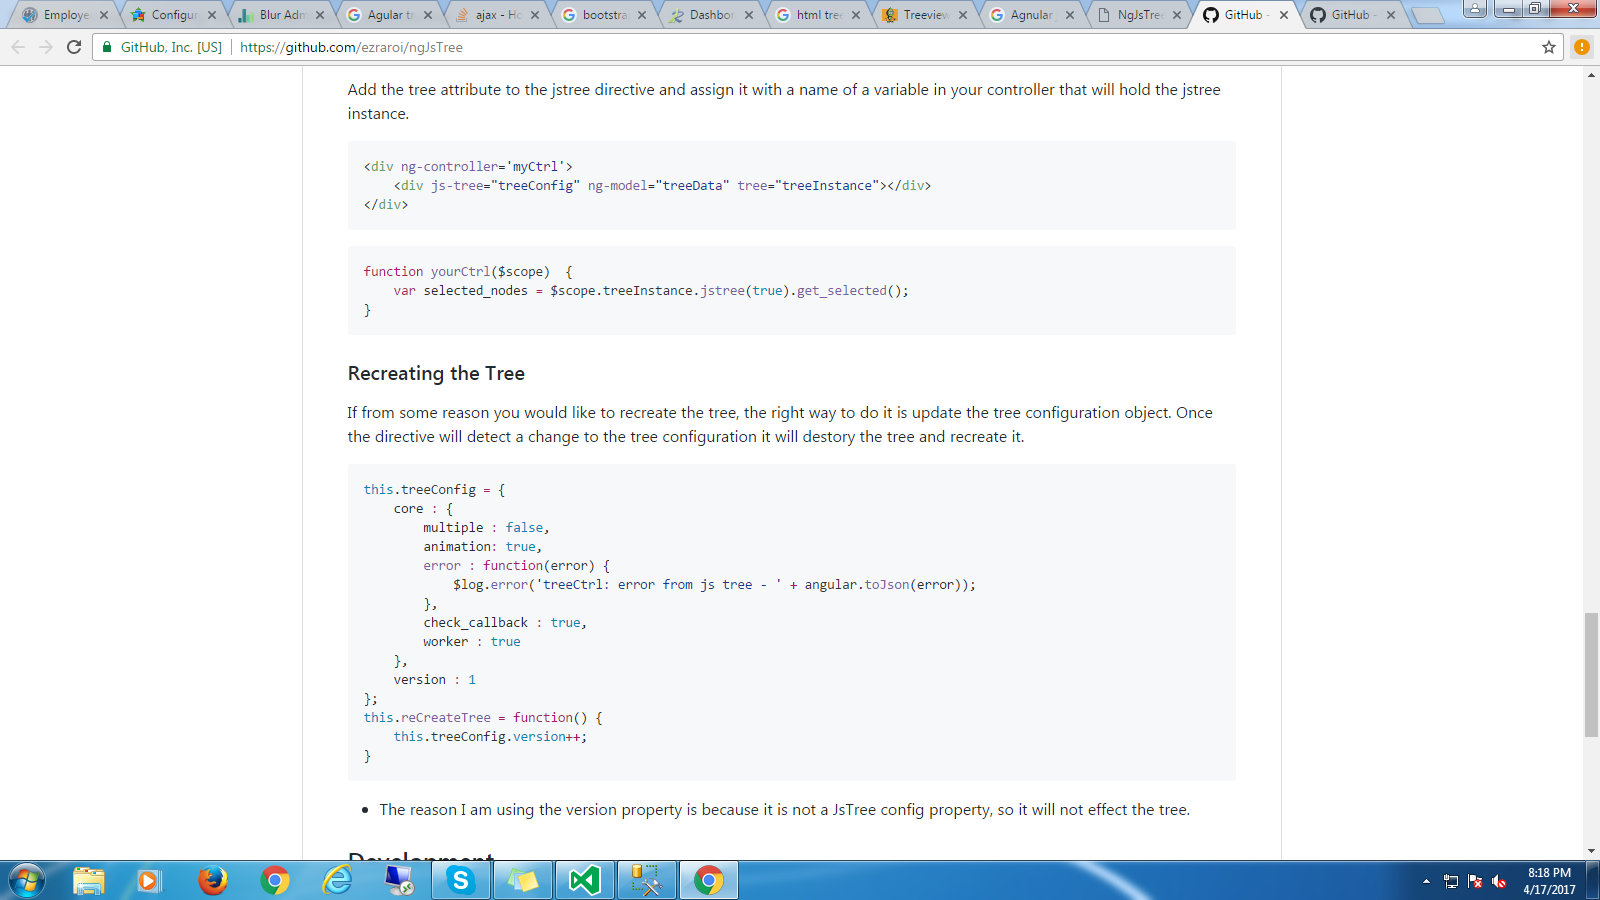 Employe
Configur
Blur Adm
Agular tr
ajax - Ho
bootstra
Dashbor
html tree
Treeview
Agnular
NgJsTree
GitHub -
GitHub -
GitHub, Inc. [US] https://github.com/ezraroi/ngJsTree
Add the tree attribute to the jstree directive and assign it with a name of a variable in your controller that will hold the jstree
instance.
<div ng-controller='myCtrl'>
    <div js-tree="treeConfig" ng-model="treeData" tree="treeInstance"></div>
</div>
function yourCtrl($scope)  {
    var selected_nodes = $scope.treeInstance.jstree(true).get_selected();
}
Recreating the Tree
If from some reason you would like to recreate the tree, the right way to do it is update the tree configuration object. Once
the directive will detect a change to the tree configuration it will destory the tree and recreate it.
this.treeConfig = {
    core : {
        multiple : false,
        animation: true,
        error : function(error) {
            $log.error('treeCtrl: error from js tree - ' + angular.toJson(error));
        },
        check_callback : true,
        worker : true
    },
    version : 1
};
this.reCreateTree = function() {
    this.treeConfig.version++;
}
• The reason I am using the version property is because it is not a JsTree config property, so it will not effect the tree.
Development
8:18 PM
4/17/2017